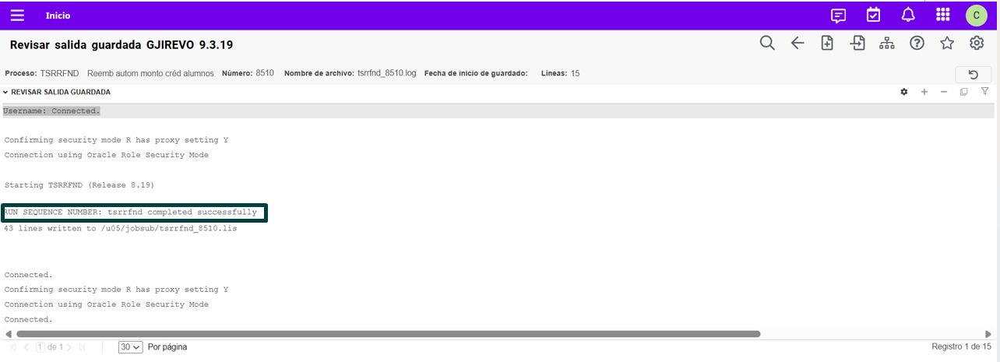 Inicio
C
Revisar salida guardada GJIREVO 9.3.19
Proceso: TSRRFND Reemb autom monto créd alumnos Número: 8510 Nombre de archivo: tsrrfnd_8510.log Fecha de inicio de guardado: Líneas: 15
REVISAR SALIDA GUARDADA
Username: Connected.
Confirming security mode R has proxy setting Y
Connection using Oracle Role Security Mode
Starting TSRRFND (Release 8.19)
RUN SEQUENCE NUMBER: tsrrfnd completed successfully
43 lines written to /u05/jobsub/tsrrfnd_8510.lis
Connected.
Confirming security mode R has proxy setting Y
Connection using Oracle Role Security Mode
Connected.
1 de 1 30 Por página Registro 1 de 15